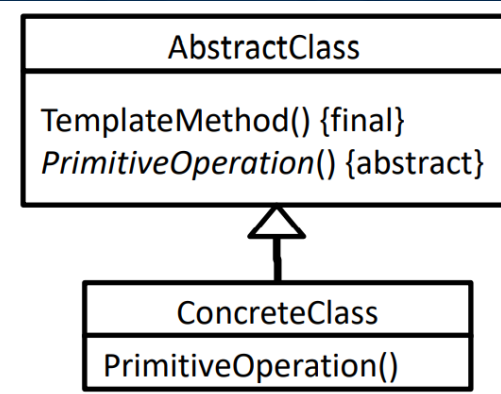 AbstractClass
TemplateMethod() {final}
PrimitiveOperation() {abstract}
ConcreteClass
PrimitiveOperation()